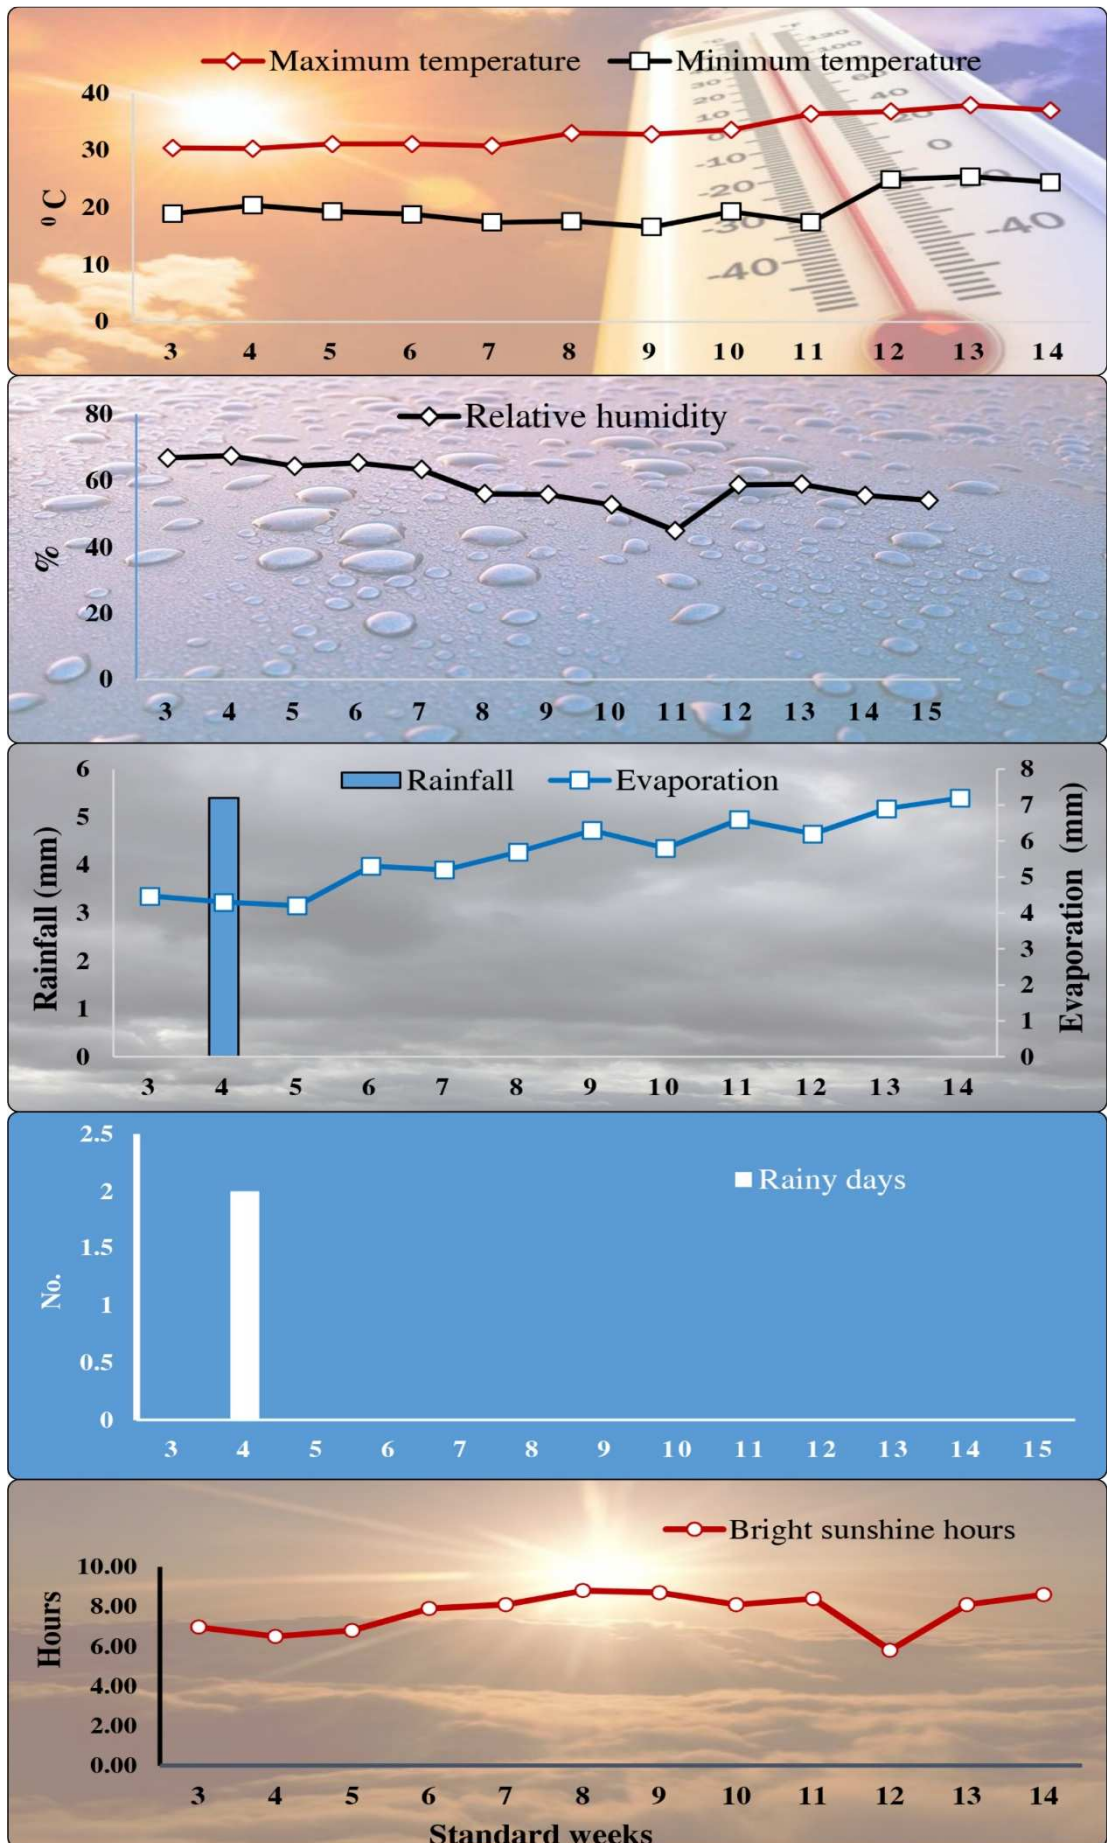 Maximum temperature Minimum temperature
40
30
20
10
0
⁰ C
3 4 5 6 7 8 9 10 11 12 13 14
Relative humidity
80
60
40
20
0
%
3 4 5 6 7 8 9 10 11 12 13 14 15
Rainfall Evaporation
6
5
4
3
2
1
0
Rainfall (mm)
8
7
6
5
4
3
2
1
0
Evaporation (mm)
3 4 5 6 7 8 9 10 11 12 13 14
Rainy days
2.5
2
1.5
1
0.5
0
No.
3 4 5 6 7 8 9 10 11 12 13 14 15
Bright sunshine hours
10.00
8.00
6.00
4.00
2.00
0.00
Hours
3 4 5 6 7 8 9 10 11 12 13 14
Standard weeks